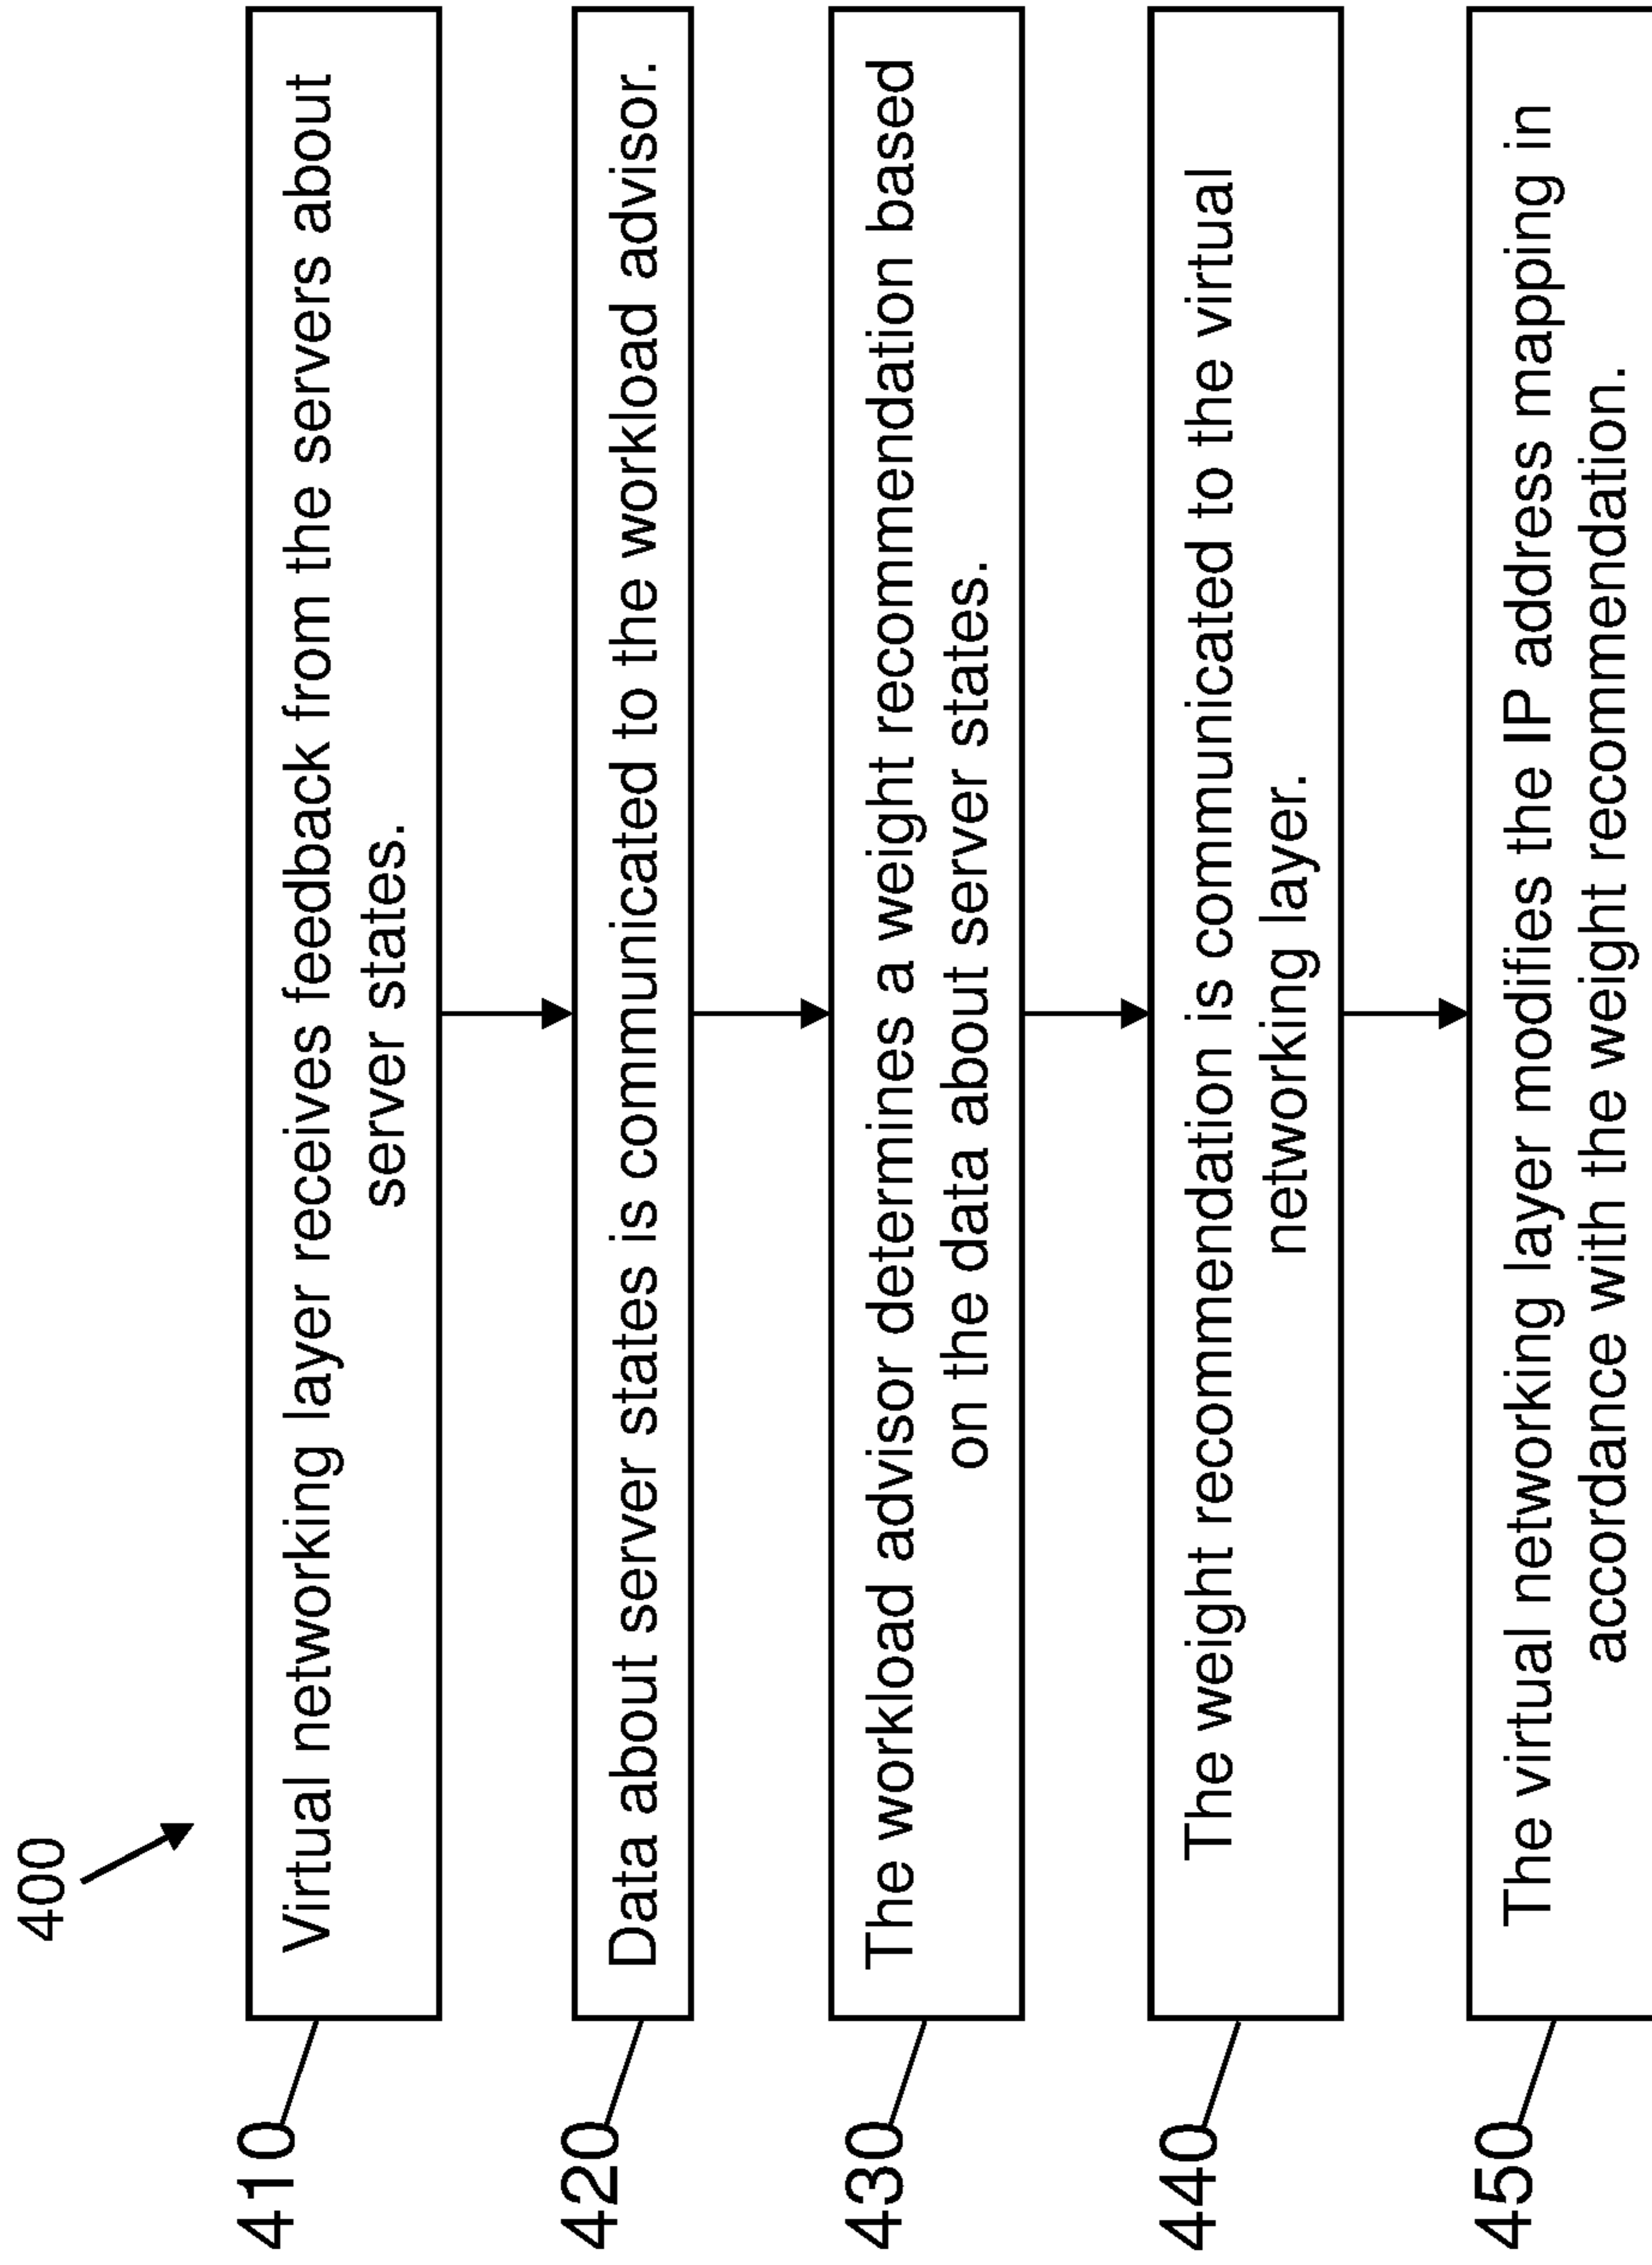 400
410
Virtual networking layer receives feedback from the servers about
server states.
420
Data about server states is communicated to the workload advisor.
430
The workload advisor determines a weight recommendation based
on the data about server states.
440
The weight recommendation is communicated to the virtual
networking layer.
450
The virtual networking layer modifies the IP address mapping in
accordance with the weight recommendation.